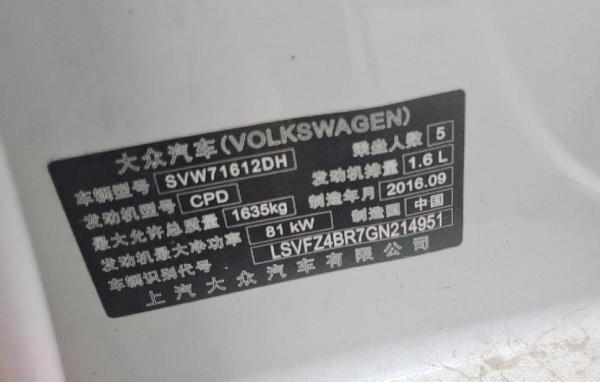 大众汽车(VOLKSWAGEN)
车辆型号 SVW71612DH 乘坐人数 5
发动机型号 CPD 发动机排量 1.6 L
最大允许总质量 1635kg 制造年月 2016.09
发动机最大净功率 81 kW 制造国 中国
车辆识别代号 LSVFZ4BR7GN214951
上汽大众汽车有限公司